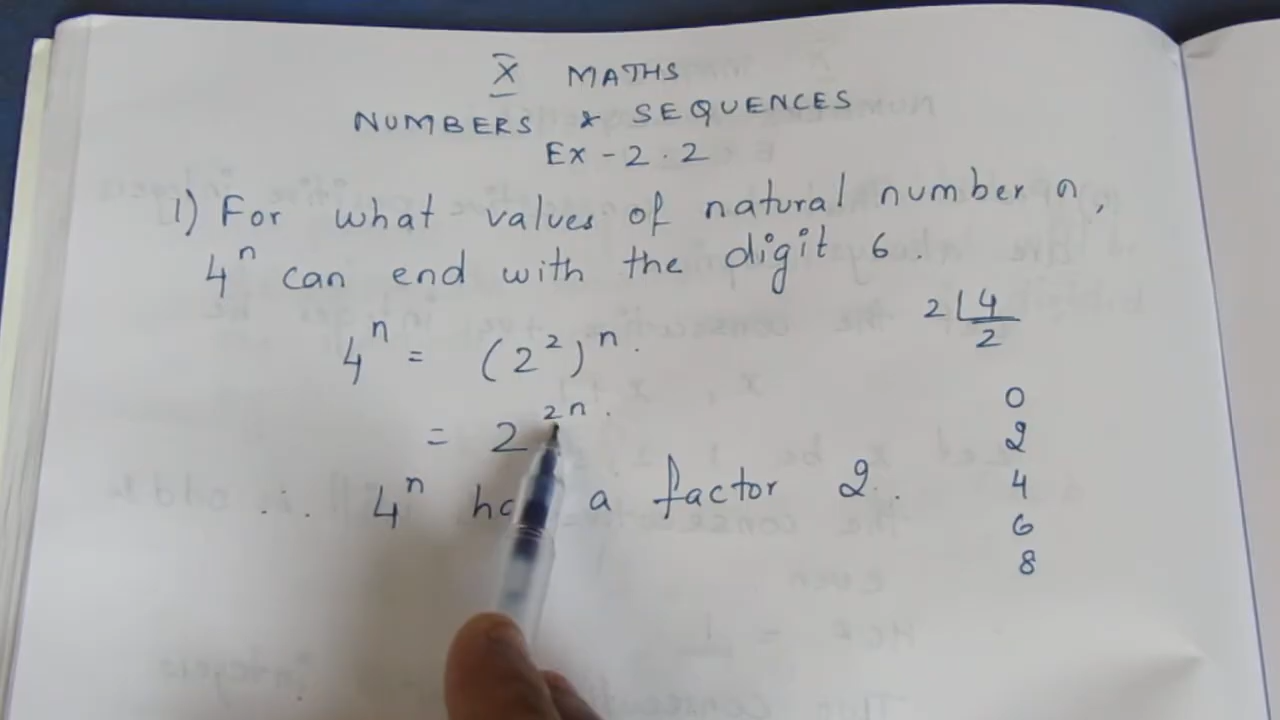 X MATHS
NUMBERS & SEQUENCES
Ex - 2.2
1) For what values of natural number n,
4ⁿ can end with the digit 6.
2 | 4
2
4ⁿ = (2²)ⁿ.
= 2²ⁿ.
∴ 4ⁿ a factor 2.
0
2
4
6
8